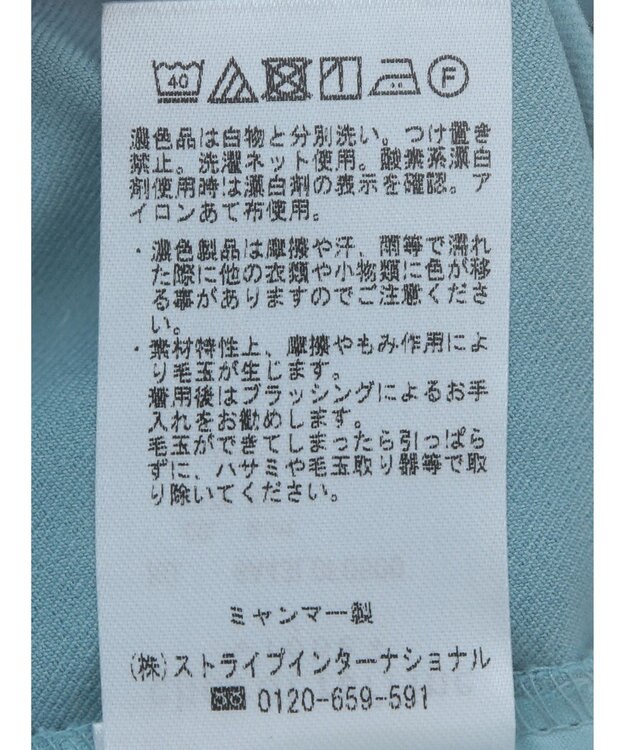 40 F
濃色品は白物と分別洗い。つけ置き
禁止。洗濯ネット使用。酸素系漂白
剤使用時は漂白剤の表示を確認。ア
イロンあて布使用。
・濃色製品は摩擦や汗、雨等で濡れ
た際に他の衣類や小物類に色が移
る事がありますのでご注意くださ
い。
・素材特性上、摩擦やもみ作用によ
り毛玉が生じます。
着用後はブラッシングによるお手
入れをお勧めします。
毛玉ができてしまったら引っぱら
ずに、ハサミや毛玉取り器等で取
り除いてください。
ミャンマー製
(株)ストライプインターナショナル
0120-659-591